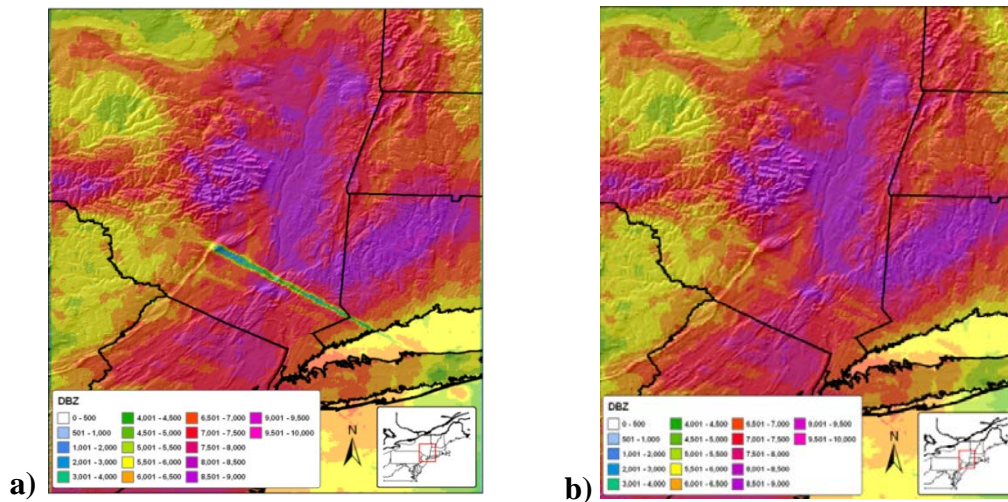 DBZ
0 - 500 4,001 - 4,500 6,501 - 7,000 9,001 - 9,500
501 - 1,000 4,501 - 5,000 7,001 - 7,500 9,501 - 10,000
1,001 - 2,000 5,001 - 5,500 7,501 - 8,000
2,001 - 3,000 5,501 - 6,000 8,001 - 8,500
3,001 - 4,000 6,001 - 6,500 8,501 - 9,000
N
a)
DBZ
0 - 500 4,001 - 4,500 6,501 - 7,000 9,001 - 9,500
501 - 1,000 4,501 - 5,000 7,001 - 7,500 9,501 - 10,000
1,001 - 2,000 5,001 - 5,500 7,501 - 8,000
2,001 - 3,000 5,501 - 6,000 8,001 - 8,500
3,001 - 4,000 6,001 - 6,500 8,501 - 9,000
N
b)